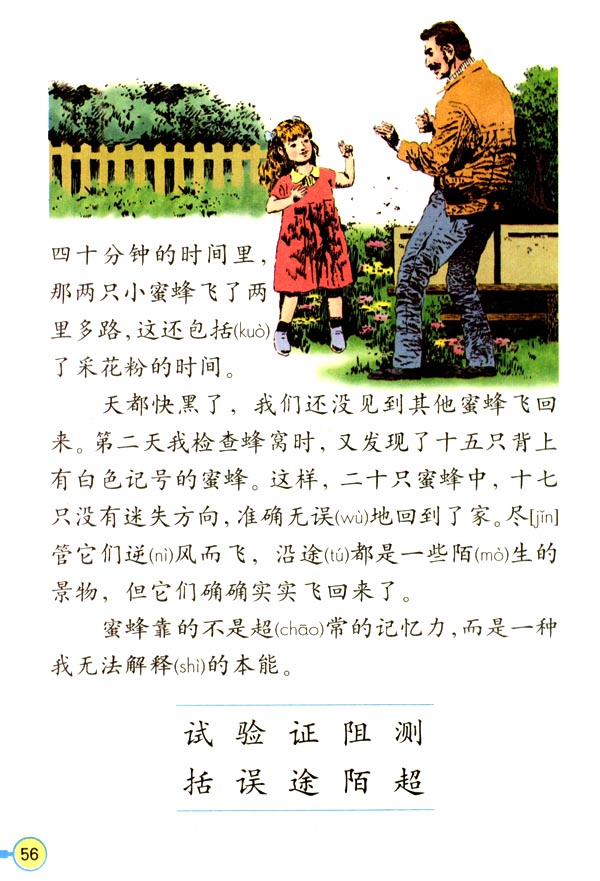 四十分钟的时间里，
那两只小蜜蜂飞了两
里多路，这还包括(kuò)
了采花粉的时间。
天都快黑了，我们还没见到其他蜜蜂飞回
来。第二天我检查蜂窝时，又发现了十五只背上
有白色记号的蜜蜂。这样，二十只蜜蜂中，十七
只没有迷失方向，准确无误(wù)地回到了家。尽[jǐn]
管它们逆(nì)风而飞，沿途(tú)都是一些陌(mò)生的
景物，但它们确确实实飞回来了。
蜜蜂靠的不是超(chāo)常的记忆力，而是一种
我无法解释(shì)的本能。
试 验 证 阻 测
括 误 途 陌 超
56